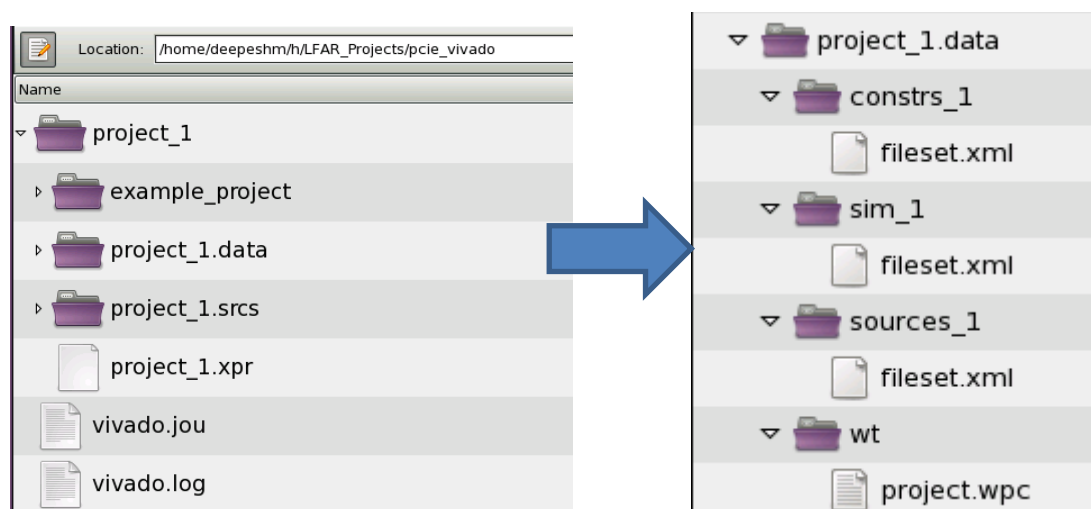 Location: /home/deepeshm/h/LFAR_Projects/pcie_vivado
Name
project_1
example_project
project_1.data
project_1.srcs
project_1.xpr
vivado.jou
vivado.log
project_1.data
constrs_1
fileset.xml
sim_1
fileset.xml
sources_1
fileset.xml
wt
project.wpc